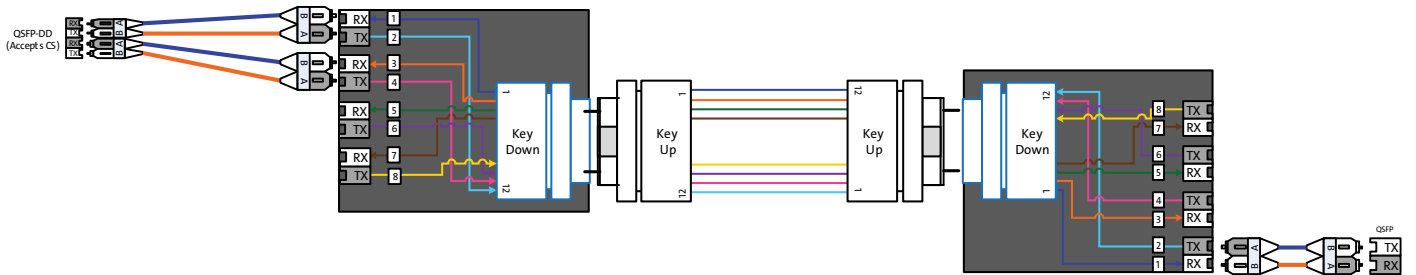 QSFP-DD
(Accepts CS)
RX
TX
RX
TX
A
B
A
B
B
A
B
A
RX 1
TX 2
RX 3
TX 4
RX 5
TX 6
RX 7
TX 8
1
Key
Down
12
Key
Up
1
12
12
Key
Up
1
12
Key
Down
1
8 TX
7 RX
6 TX
5 RX
4 TX
3 RX
2 TX
1 RX
A
B
B
A
QSFP
TX
RX